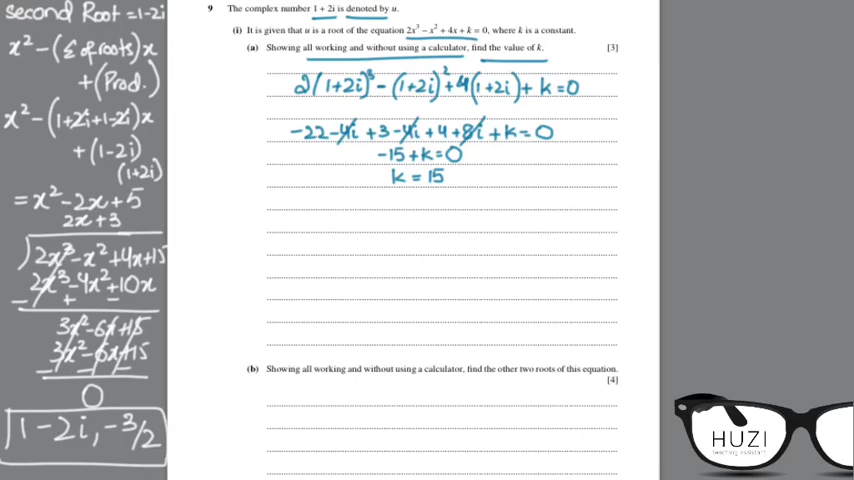 second Root = 1-2i
x² - (Σ of roots)x
+ (Prod.)
x² - (1+2i+1-2i)x
+ (1-2i)
(1+2i)
= x² - 2x + 5
2x + 3
)2x³ - x² + 4x + 15
2x³ - 4x² + 10x
- + -
3x² - 6x + 15
3x² - 6x + 15
- - -
0
1 - 2i, -3/2
9 The complex number 1 + 2i is denoted by u.
(i) It is given that u is a root of the equation 2x³ − x² + 4x + k = 0, where k is a constant.
(a) Showing all working and without using a calculator, find the value of k. [3]
2(1+2i)³ - (1+2i)² + 4(1+2i) + k = 0
-22 - 4i + 3 - 4i + 4 + 8i + k = 0
-15 + k = 0
k = 15
(b) Showing all working and without using a calculator, find the other two roots of this equation.
[4]
HUZI
teaching assistant